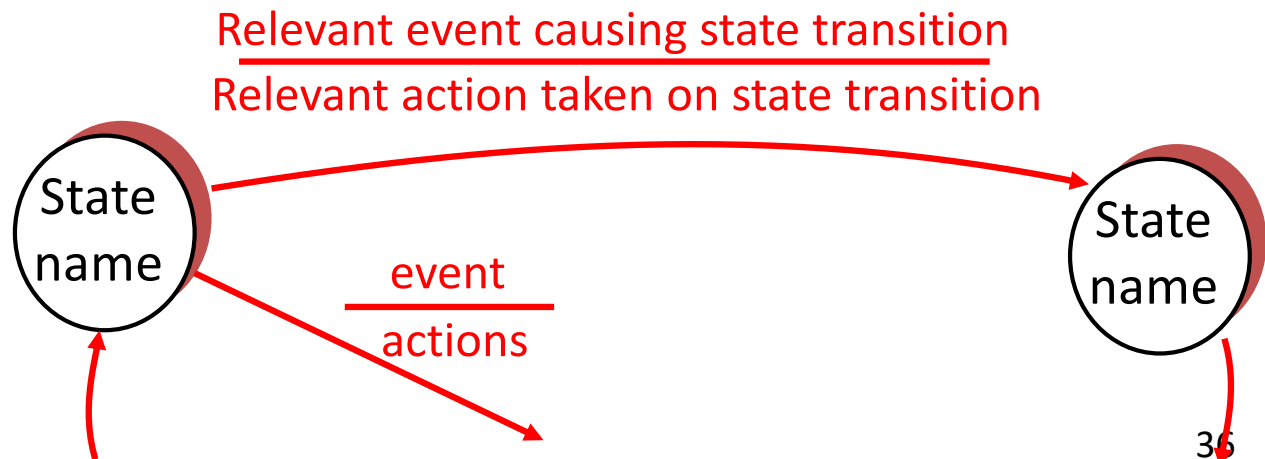 Relevant event causing state transition
Relevant action taken on state transition
State
name
State
name
event
actions
36